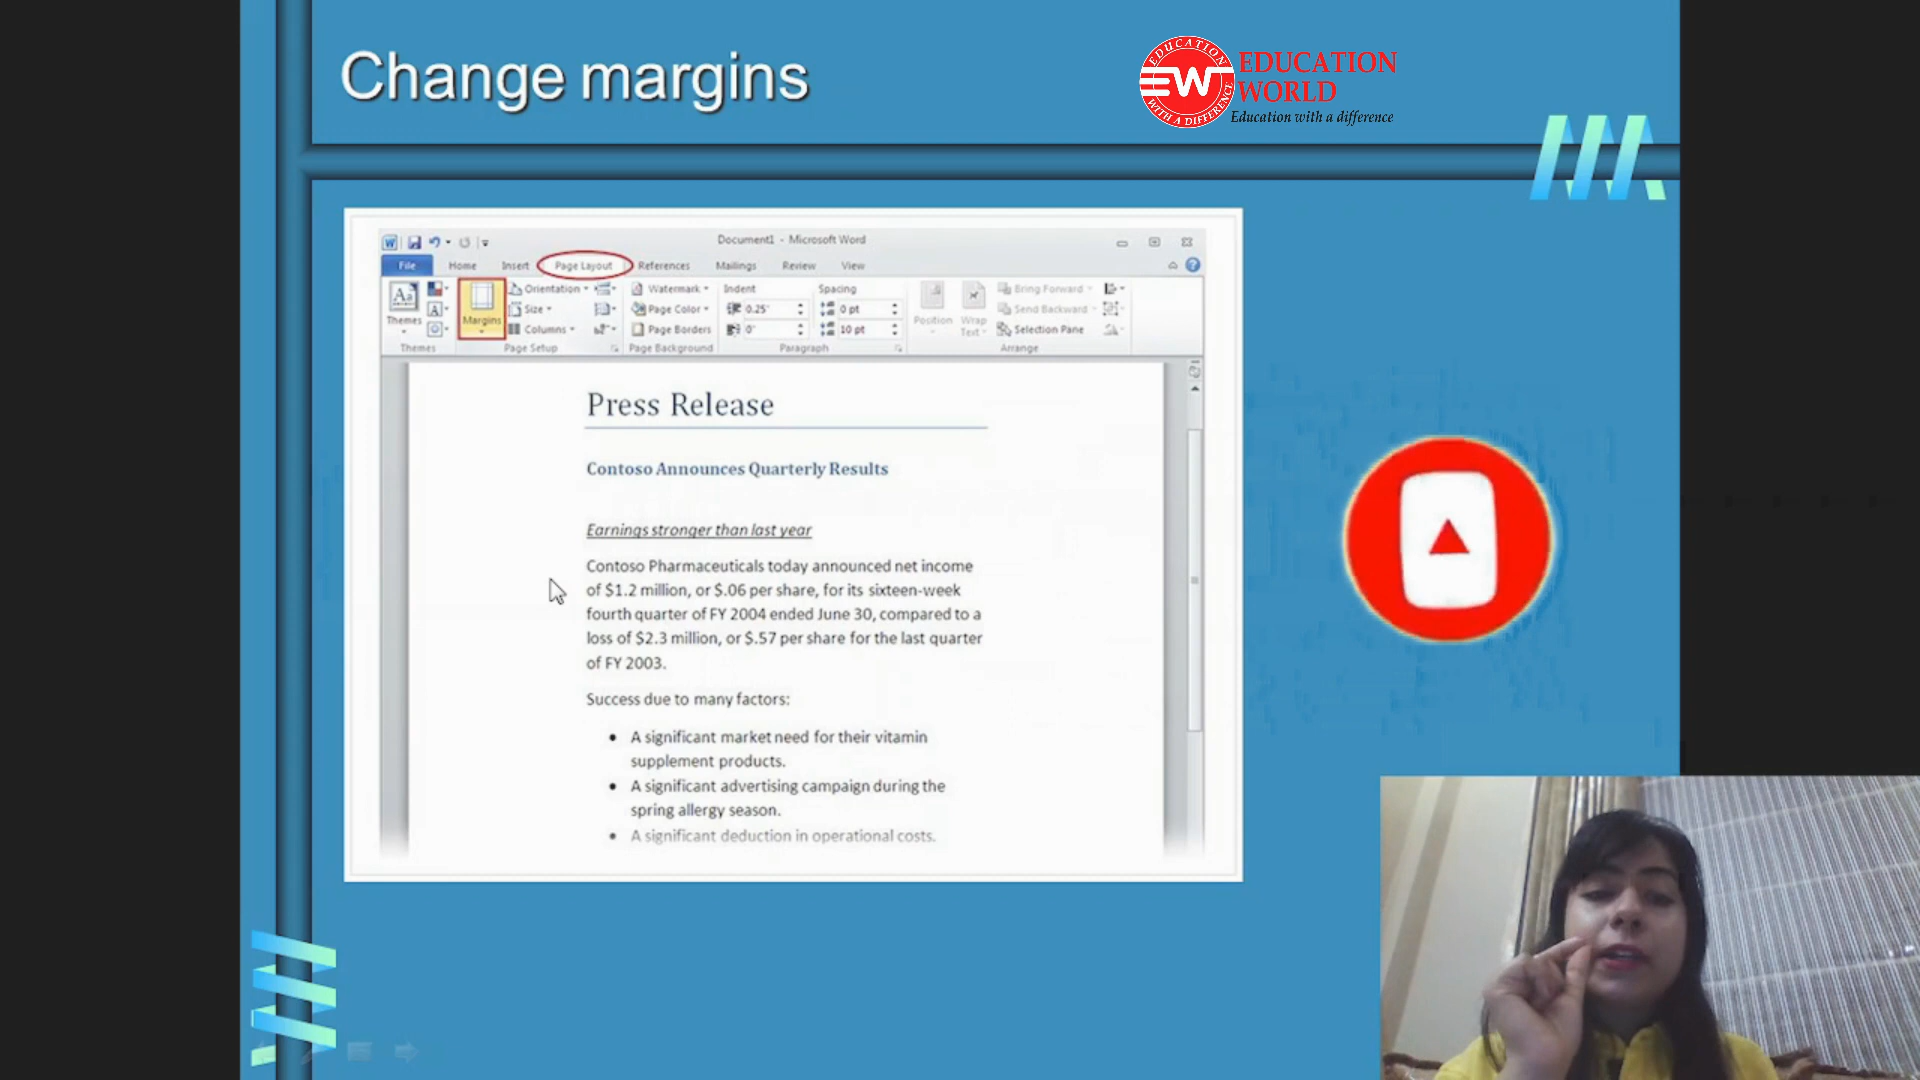 Change margins
EDUCATION
WITH A DIFFERENCE
EW
EDUCATION
WORLD
Education with a difference
Document1 - Microsoft Word
File Home Insert Page Layout References Mailings Review View
Themes
Margins
Orientation
Size
Columns
Watermark
Page Color
Page Borders
Indent
0.25"
0"
Spacing
0 pt
10 pt
Position
Wrap
Text
Bring Forward
Send Backward
Selection Pane
Themes Page Setup Page Background Paragraph Arrange
Press Release
Contoso Announces Quarterly Results
Earnings stronger than last year
Contoso Pharmaceuticals today announced net income
of $1.2 million, or $.06 per share, for its sixteen-week
fourth quarter of FY 2004 ended June 30, compared to a
loss of $2.3 million, or $.57 per share for the last quarter
of FY 2003.
Success due to many factors:
• A significant market need for their vitamin
supplement products.
• A significant advertising campaign during the
spring allergy season.
• A significant deduction in operational costs.